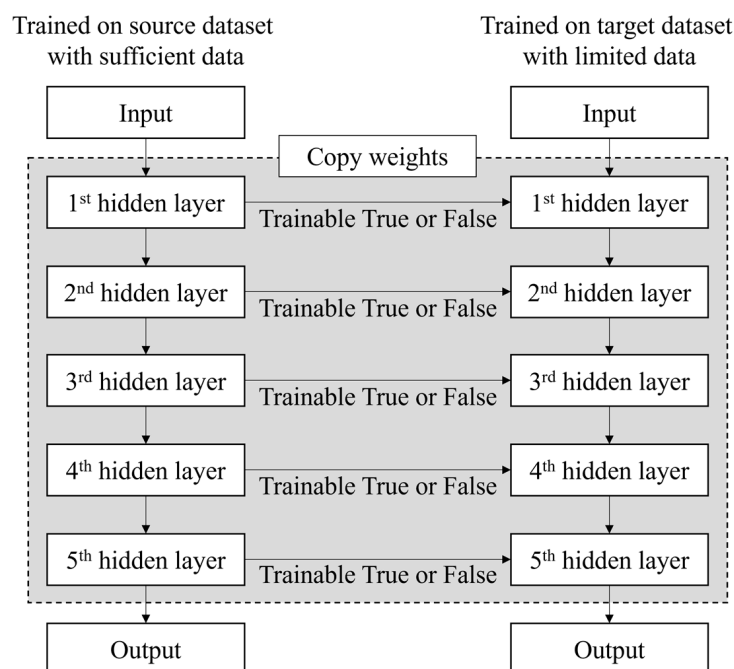 Trained on source dataset
with sufficient data
Trained on target dataset
with limited data
Input
Input
Copy weights
1st hidden layer
Trainable True or False
1st hidden layer
2nd hidden layer
Trainable True or False
2nd hidden layer
3rd hidden layer
Trainable True or False
3rd hidden layer
4th hidden layer
Trainable True or False
4th hidden layer
5th hidden layer
Trainable True or False
5th hidden layer
Output
Output